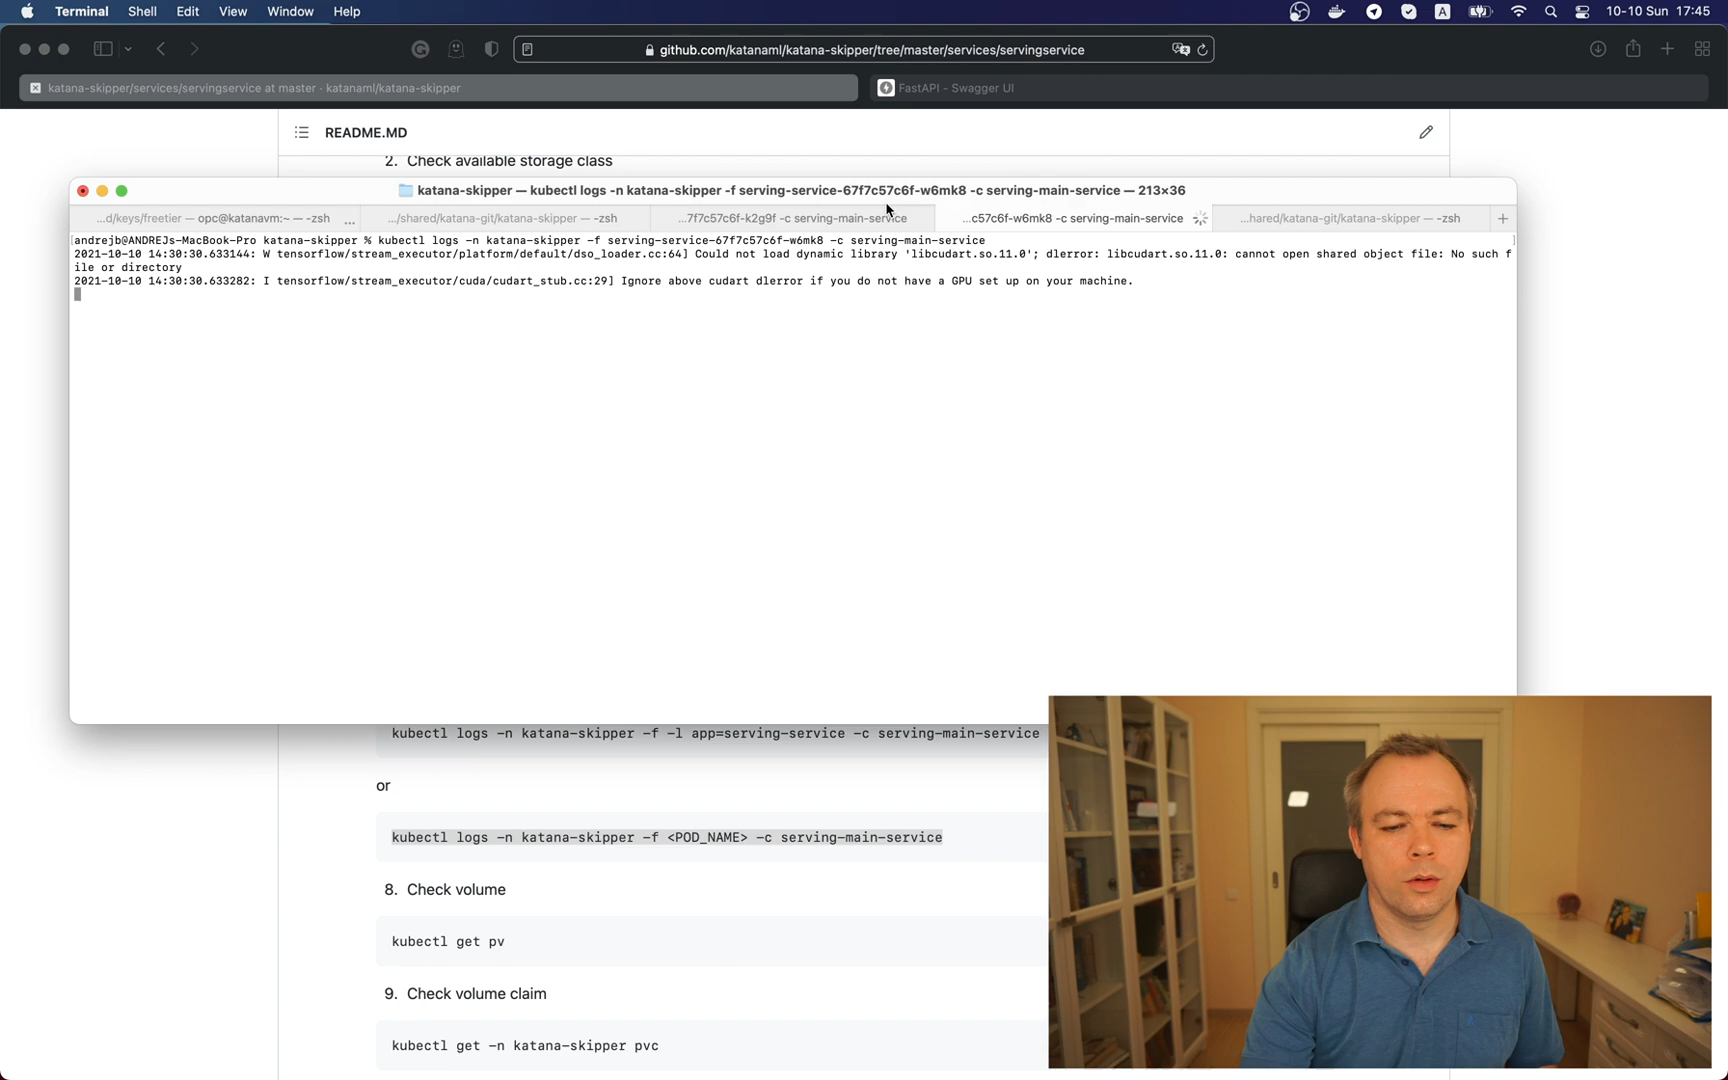 Terminal Shell Edit View Window Help
A
10-10 Sun 17:45
github.com/katanaml/katana-skipper/tree/master/services/servingservice
katana-skipper/services/servingservice at master · katanaml/katana-skipper
FastAPI - Swagger UI
README.MD
2. Check available storage class
katana-skipper — kubectl logs -n katana-skipper -f serving-service-67f7c57c6f-w6mk8 -c serving-main-service — 213×36
...d/keys/freetier — opc@katanavm:~ — -zsh ...
.../shared/katana-git/katana-skipper — -zsh
...7f7c57c6f-k2g9f -c serving-main-service
...c57c6f-w6mk8 -c serving-main-service
...hared/katana-git/katana-skipper — -zsh
[andrejb@ANDREJs-MacBook-Pro katana-skipper % kubectl logs -n katana-skipper -f serving-service-67f7c57c6f-w6mk8 -c serving-main-service ]
2021-10-10 14:30:30.633144: W tensorflow/stream_executor/platform/default/dso_loader.cc:64] Could not load dynamic library 'libcudart.so.11.0'; dlerror: libcudart.so.11.0: cannot open shared object file: No such f
ile or directory
2021-10-10 14:30:30.633282: I tensorflow/stream_executor/cuda/cudart_stub.cc:29] Ignore above cudart dlerror if you do not have a GPU set up on your machine.
kubectl logs -n katana-skipper -f -l app=serving-service -c serving-main-service
or
kubectl logs -n katana-skipper -f <POD_NAME> -c serving-main-service
8. Check volume
kubectl get pv
9. Check volume claim
kubectl get -n katana-skipper pvc